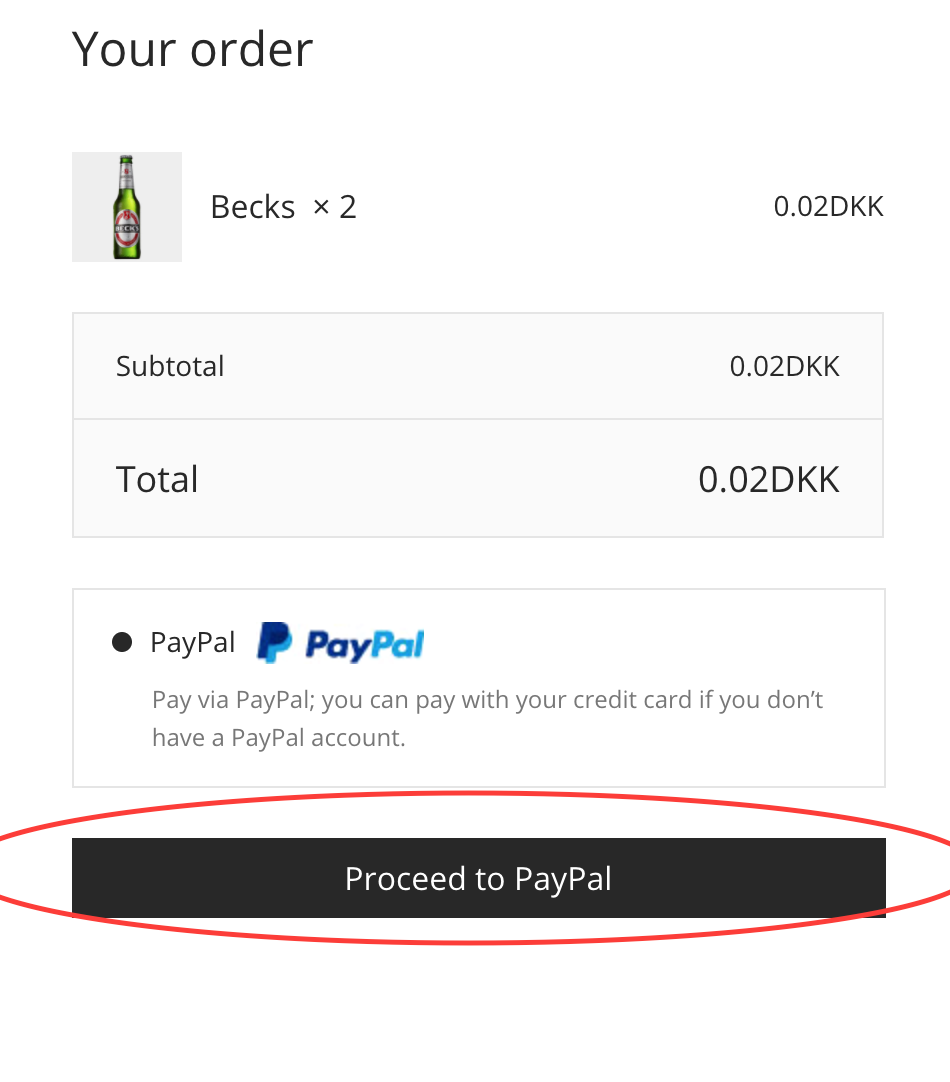 Your order
BECK'S
Becks × 2 0.02DKK
Subtotal 0.02DKK
Total 0.02DKK
PayPal PayPal
Pay via PayPal; you can pay with your credit card if you don’t
have a PayPal account.
Proceed to PayPal